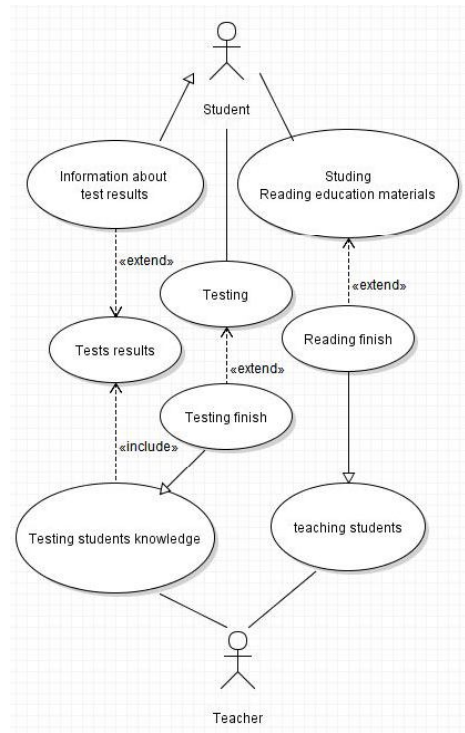 Student
Information about
test results
Studing
Reading education materials
«extend»
Testing
«extend»
Tests results
Reading finish
«extend»
Testing finish
«include»
Testing students knowledge
teaching students
Teacher